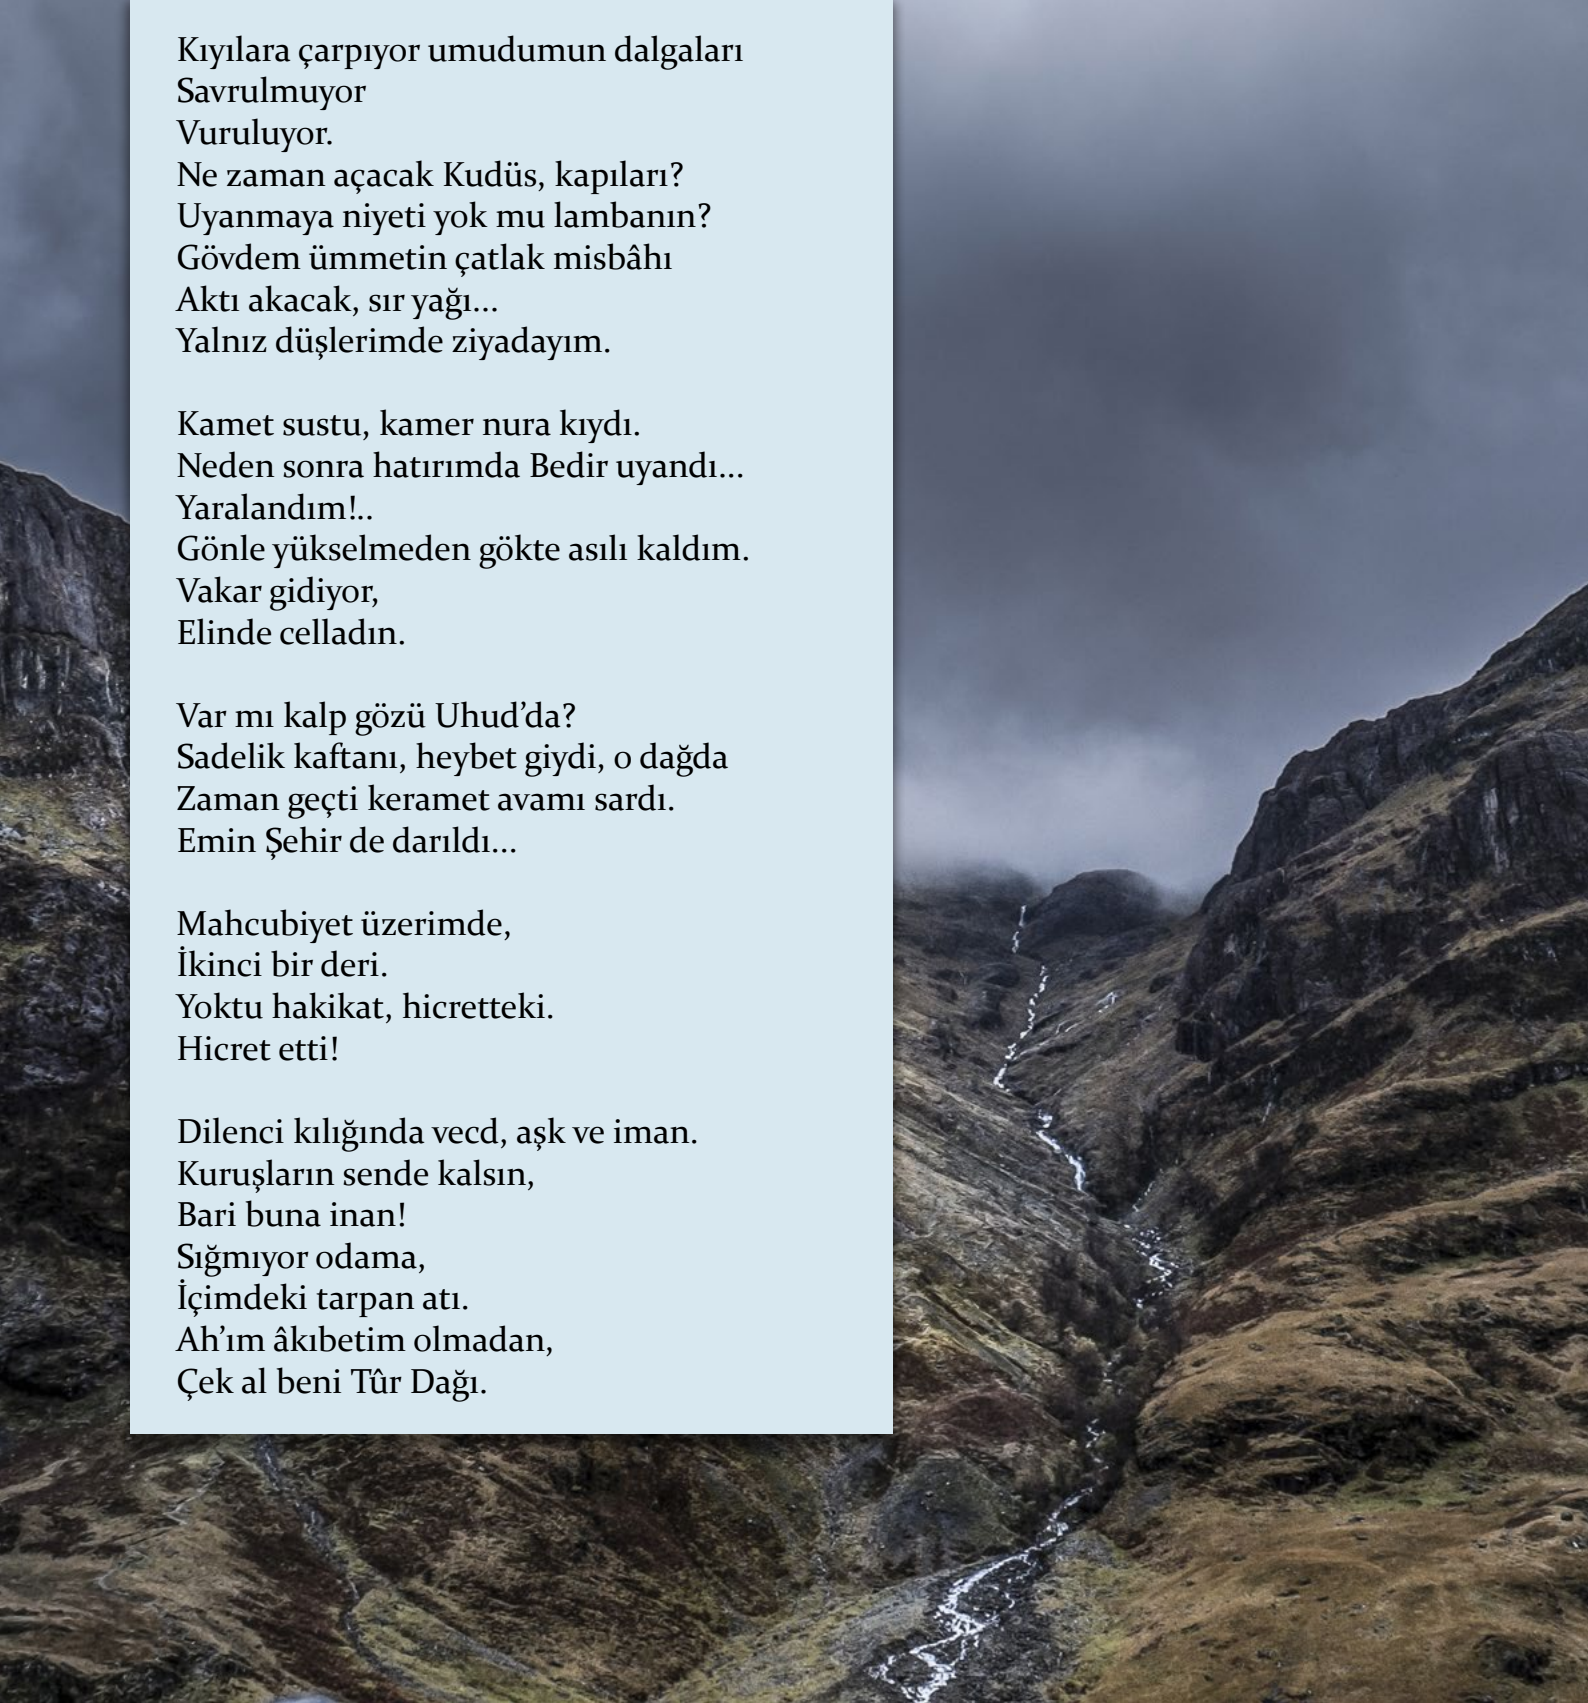 Kıyılara çarpıyor umudumun dalgaları
Savrulmuyor
Vuruluyor.
Ne zaman açacak Kudüs, kapıları?
Uyanmaya niyeti yok mu lambanın?
Gövdem ümmetin çatlak misbâhı
Aktı akacak, sır yağı...
Yalnız düşlerimde ziyadayım.

Kamet sustu, kamer nura kıydı.
Neden sonra hatırımda Bedir uyandı...
Yaralandım!..
Gönle yükselmeden gökte asılı kaldım.
Vakar gidiyor,
Elinde celladın.

Var mı kalp gözü Uhud’da?
Sadelik kaftanı, heybet giydi, o dağda
Zaman geçti keramet avamı sardı.
Emin Şehir de darıldı...

Mahcubiyet üzerimde,
İkinci bir deri.
Yoktu hakikat, hicretteki.
Hicret etti!

Dilenci kılığında vecd, aşk ve iman.
Kuruşların sende kalsın,
Bari buna inan!
Sığmıyor odama,
İçimdeki tarpan atı.
Ah’ım âkıbetim olmadan,
Çek al beni Tûr Dağı.